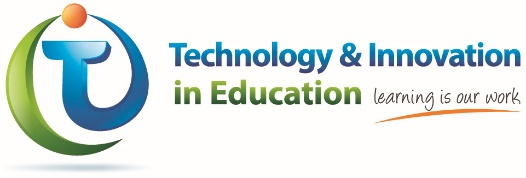 Technology & Innovation
in Education learning is our work